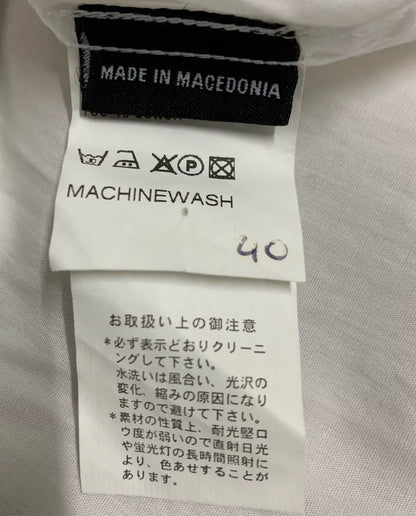 MADE IN MACEDONIA
P
MACHINEWASH
40
お取扱い上の御注意
*必ず表示どおりクリーニ
ングして下さい。
水洗いは風合い、光沢の
変化、縮みの原因になり
ますので避けて下さい。
*素材の性質上、耐光堅ロ
ウ度が弱いので直射日光
や蛍光灯の長時間照射に
より、色あせすることが
あります。